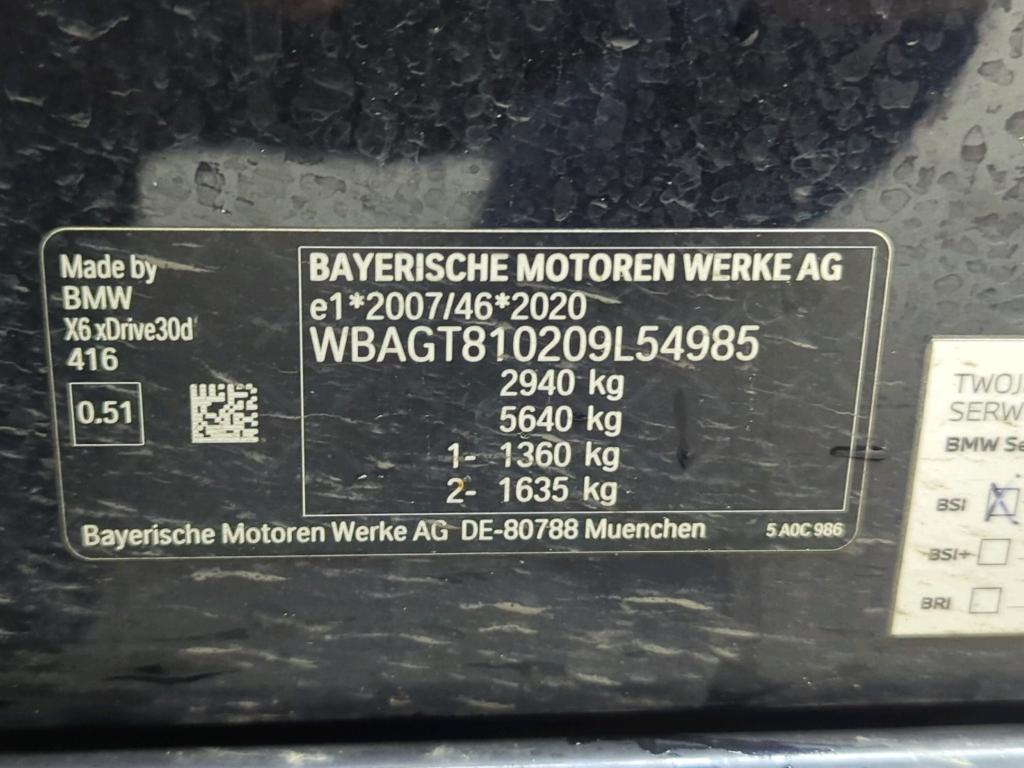 Made by
BMW
X6 xDrive30d
416
0.51
BAYERISCHE MOTOREN WERKE AG
e1*2007/46*2020
WBAGT810209L54985
2940 kg
5640 kg
1- 1360 kg
2- 1635 kg
Bayerische Motoren Werke AG DE-80788 Muenchen
5 A0C 986
TWOJ
SERW
BMW Se
BSI
BSI+
BRI